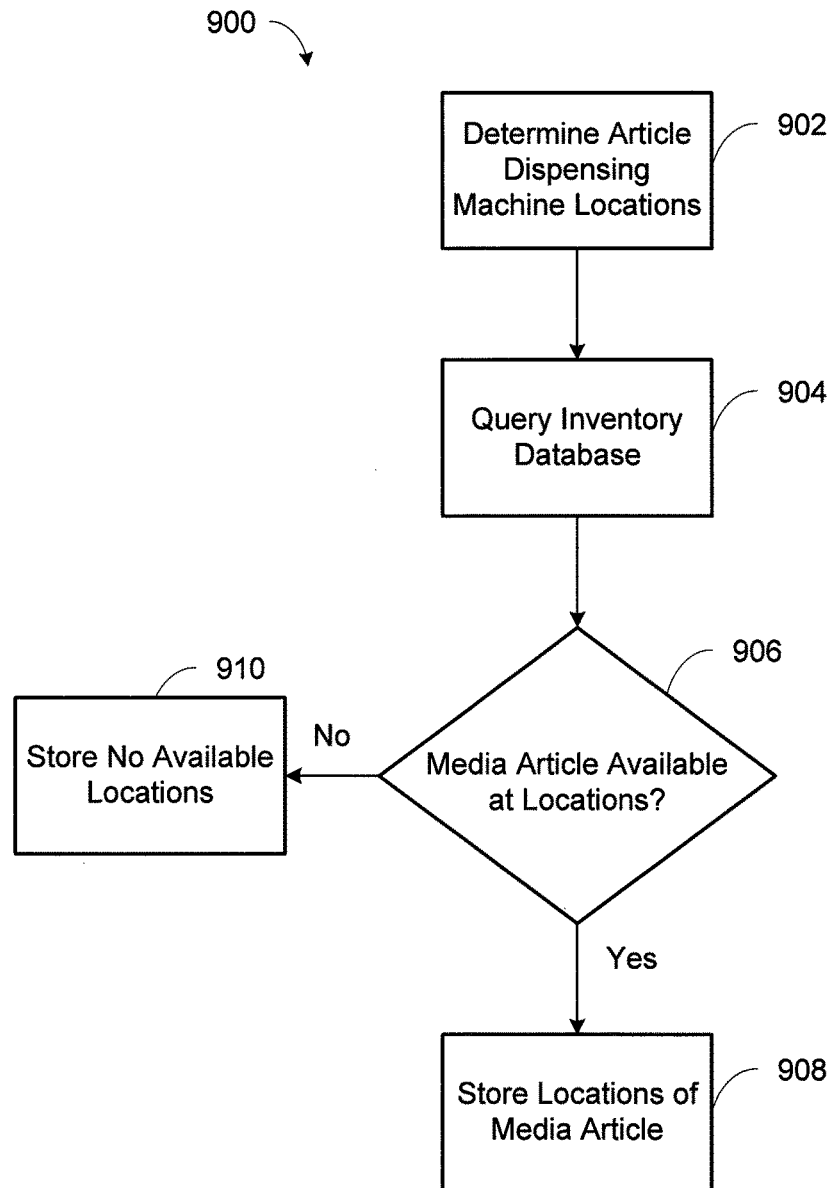 900
Determine Article
Dispensing
Machine Locations
902
Query Inventory
Database
904
Media Article Available
at Locations?
906
No
Store No Available
Locations
910
Yes
Store Locations of
Media Article
908